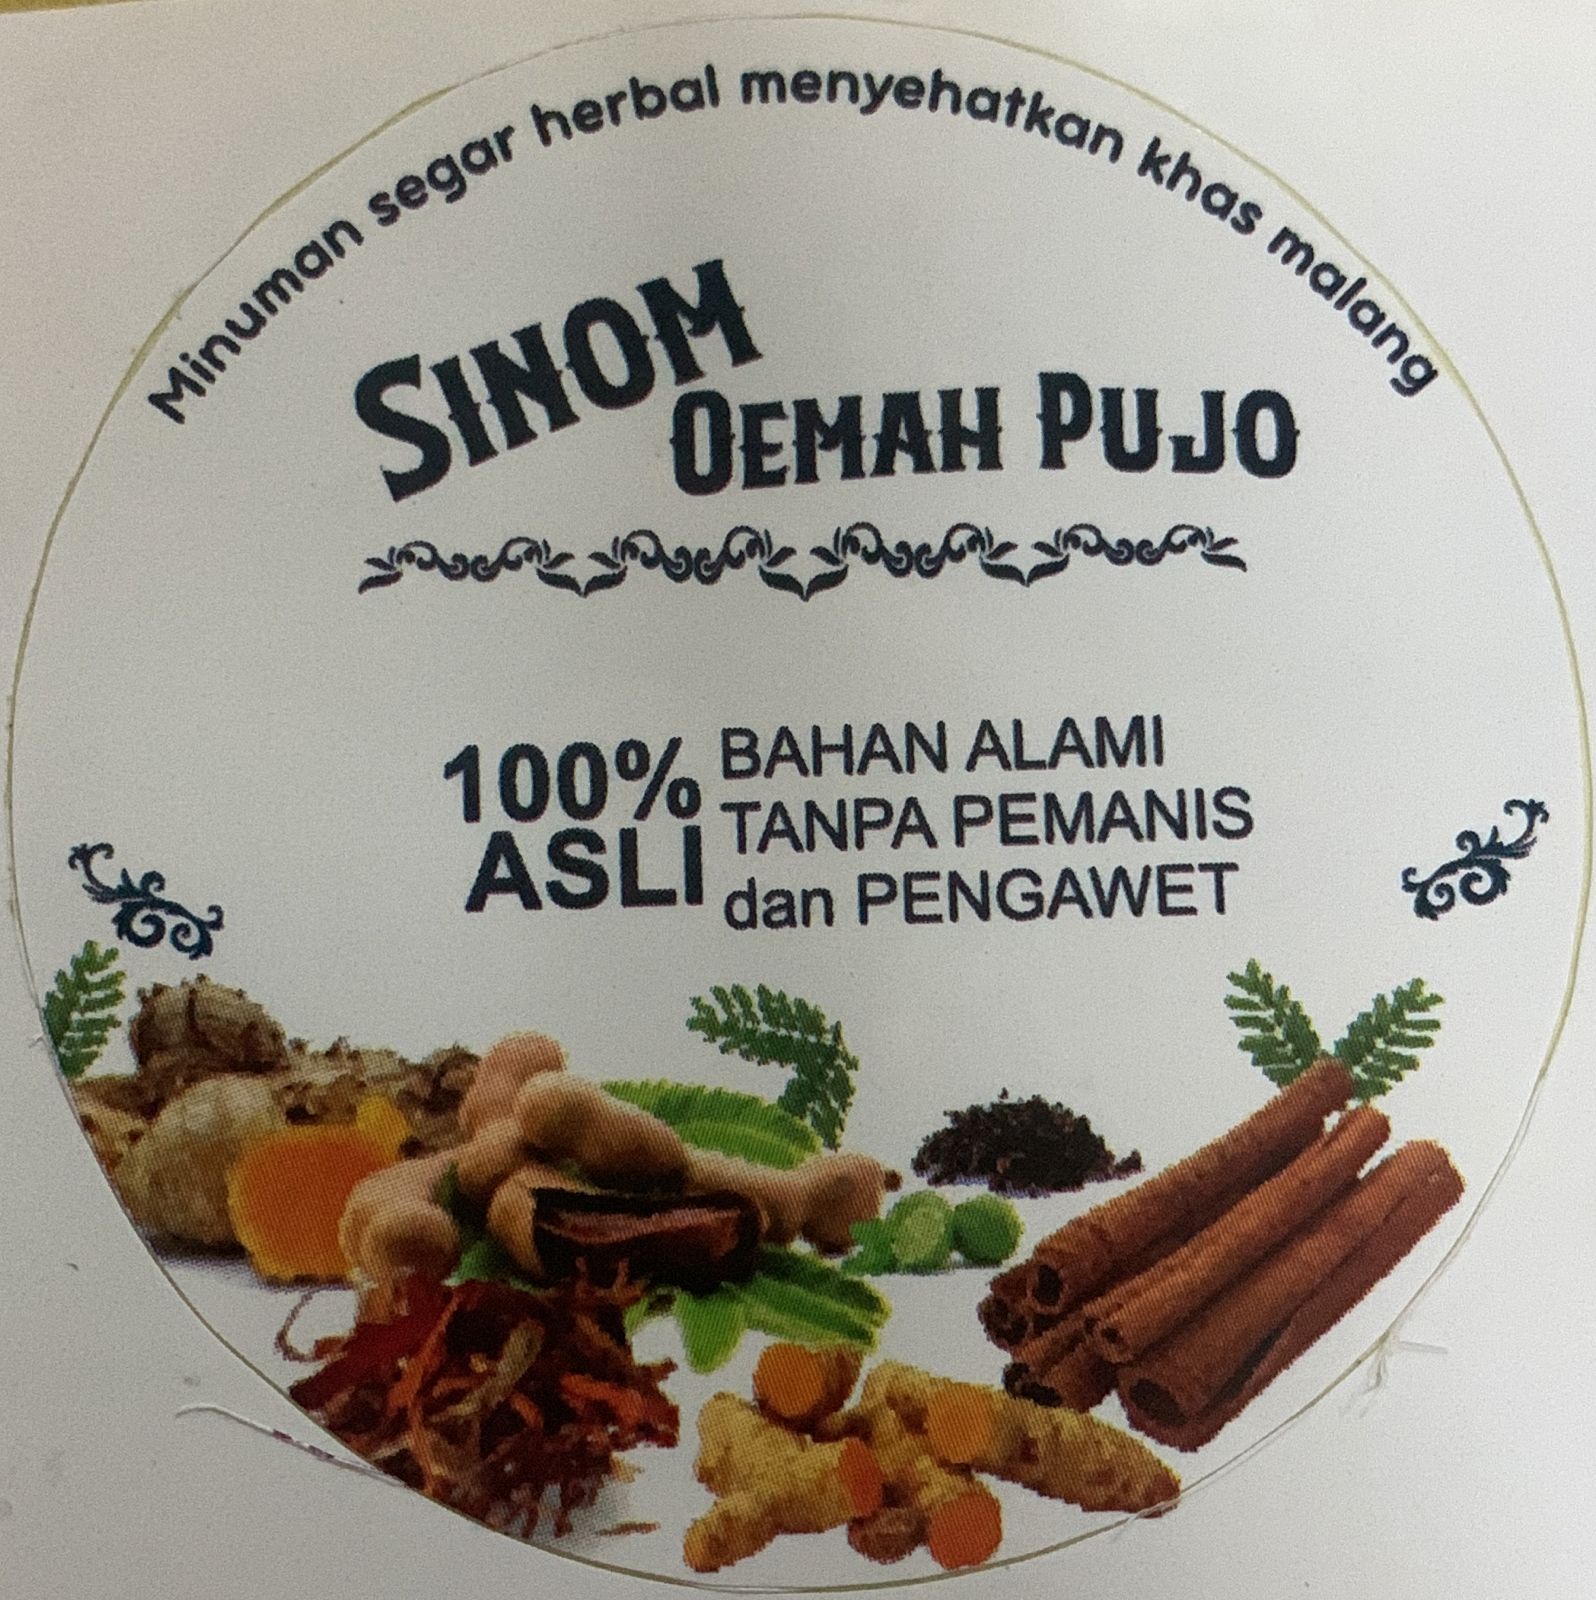 Minuman segar herbal menyehatkan khas malang
SINOM
OEMAH PUJO
100%
ASLI
BAHAN ALAMI
TANPA PEMANIS
dan PENGAWET